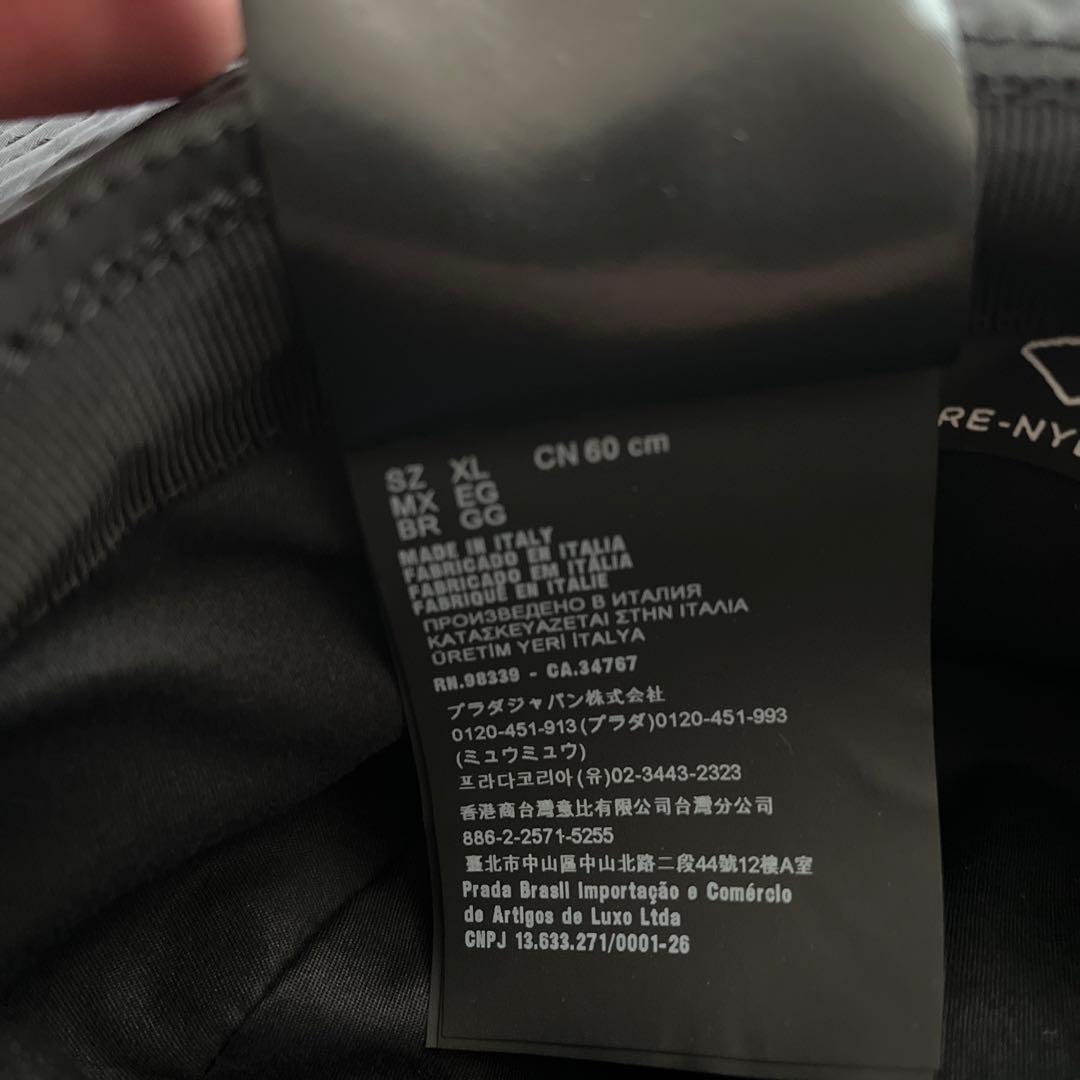 SZ XL CN 60 cm
MX EG
BR GG
MADE IN ITALY
FABRICADO EN ITALIA
FABRICADO EM ITÁLIA
FABRIQUÉ EN ITALIE
ПРОИЗВЕДЕНО В ИТАЛИЯ
ΚΑΤΑΣΚΕΥΑΖΕΤΑΙ ΣΤΗΝ ΙΤΑΛΙΑ
ÜRETİM YERİ İTALYA
RN.98339 - CA.34767
プラダジャパン株式会社
0120-451-913(プラダ)0120-451-993
(ミュウミュウ)
프라다코리아(유)02-3443-2323
香港商台灣意比有限公司台灣分公司
886-2-2571-5255
臺北市中山區中山北路二段44號12樓A室
Prada Brasil Importação e Comércio
de Artigos de Luxo Ltda
CNPJ 13.633.271/0001-26
RE-NY